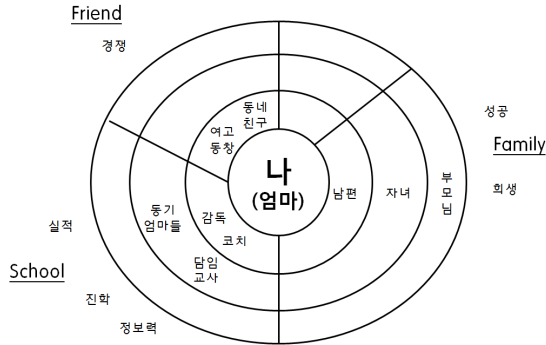 Friend
경쟁
동네
친구
여고
동창
성공
Family
나
(엄마)
남편
자녀
부
모
님
희생
동기
엄마들
감독
코치
실적
담임
교사
School
진학
정보력